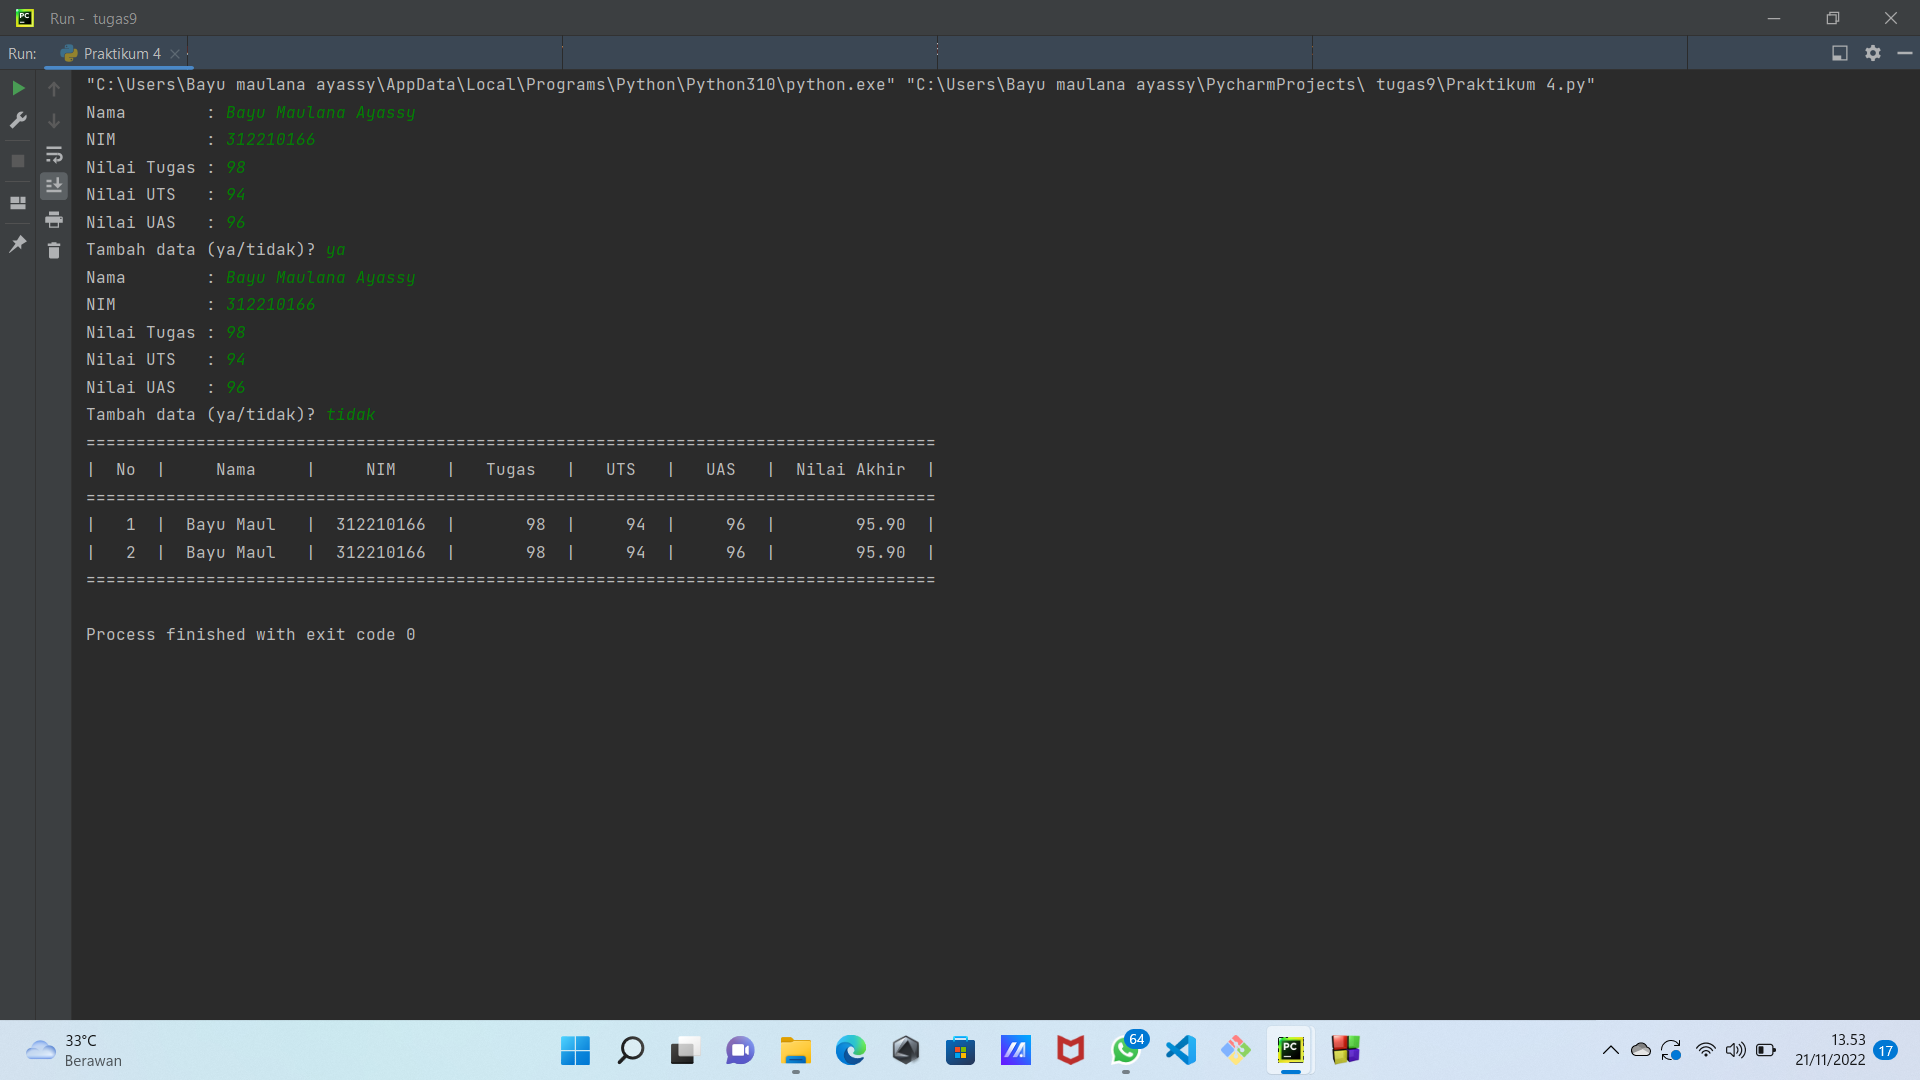 Run - tugas9
Run: Praktikum 4
"C:\Users\Bayu maulana ayassy\AppData\Local\Programs\Python\Python310\python.exe" "C:\Users\Bayu maulana ayassy\PycharmProjects\ tugas9\Praktikum 4.py"
Nama        : Bayu Maulana Ayassy
NIM         : 312210166
Nilai Tugas : 98
Nilai UTS   : 94
Nilai UAS   : 96
Tambah data (ya/tidak)? ya
Nama        : Bayu Maulana Ayassy
NIM         : 312210166
Nilai Tugas : 98
Nilai UTS   : 94
Nilai UAS   : 96
Tambah data (ya/tidak)? tidak
=====================================================================================
|  No  |     Nama     |     NIM     |   Tugas   |   UTS   |   UAS   |  Nilai Akhir  |
=====================================================================================
|   1  |  Bayu Maul   |  312210166  |       98  |     94  |     96  |        95.90  |
|   2  |  Bayu Maul   |  312210166  |       98  |     94  |     96  |        95.90  |
=====================================================================================
Process finished with exit code 0
33°C
Berawan
PC
64
PC
13.53
21/11/2022
17